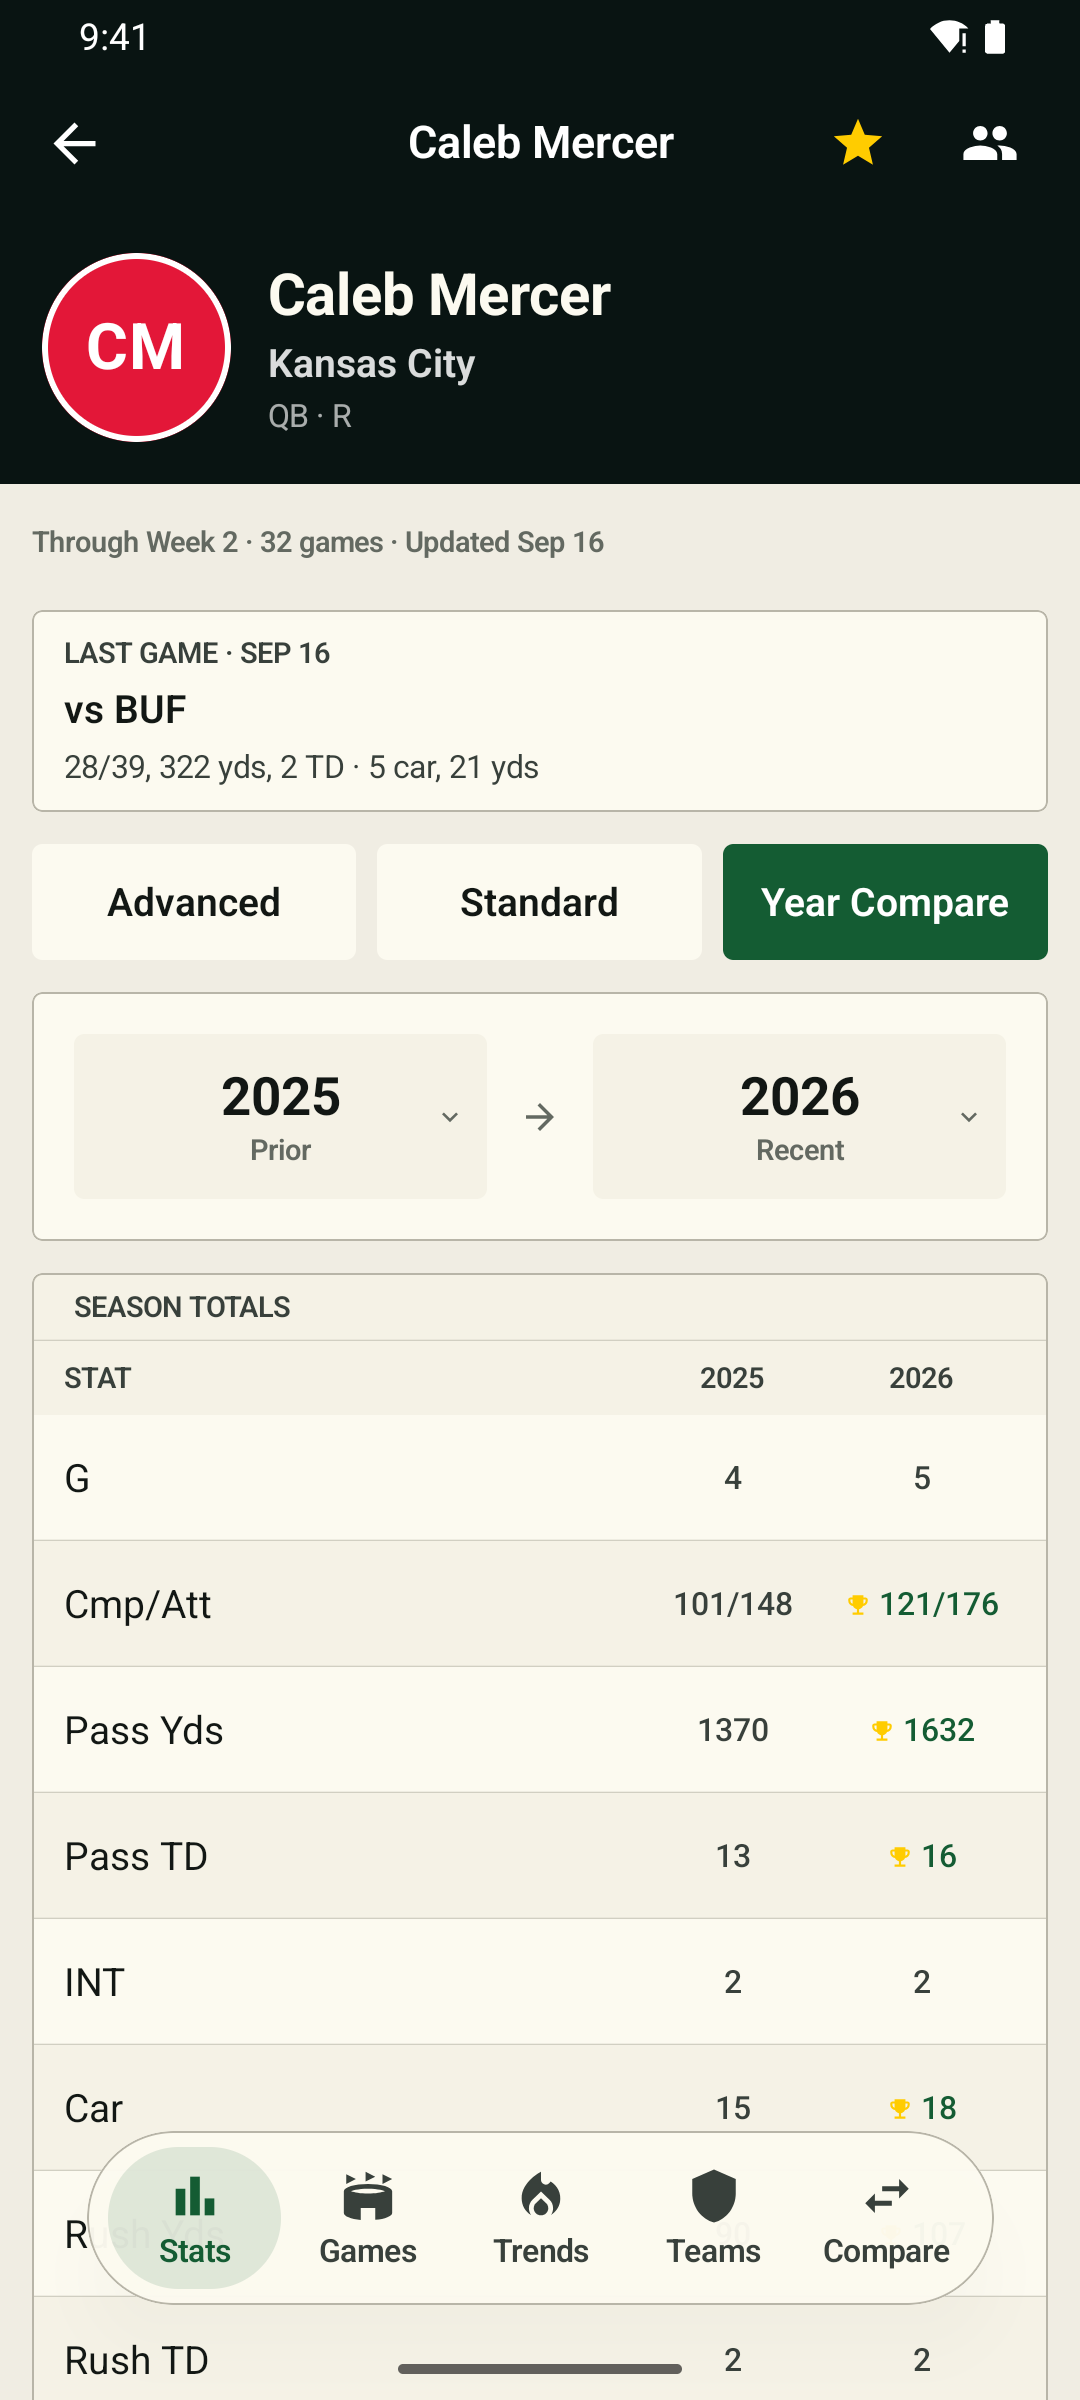 9:41
Caleb Mercer
CM
Caleb Mercer
Kansas City
QB · R
Through Week 2 · 32 games · Updated Sep 16
LAST GAME · SEP 16
vs BUF
28/39, 322 yds, 2 TD · 5 car, 21 yds
Advanced Standard Year Compare
2025 2026
Prior Recent
SEASON TOTALS
STAT 2025 2026
G 4 5
Cmp/Att 101/148 121/176
Pass Yds 1370 1632
Pass TD 13 16
INT 2 2
Car 15 18
Rush Yds 90 107
Stats Games Trends Teams Compare
Rush TD 2 2